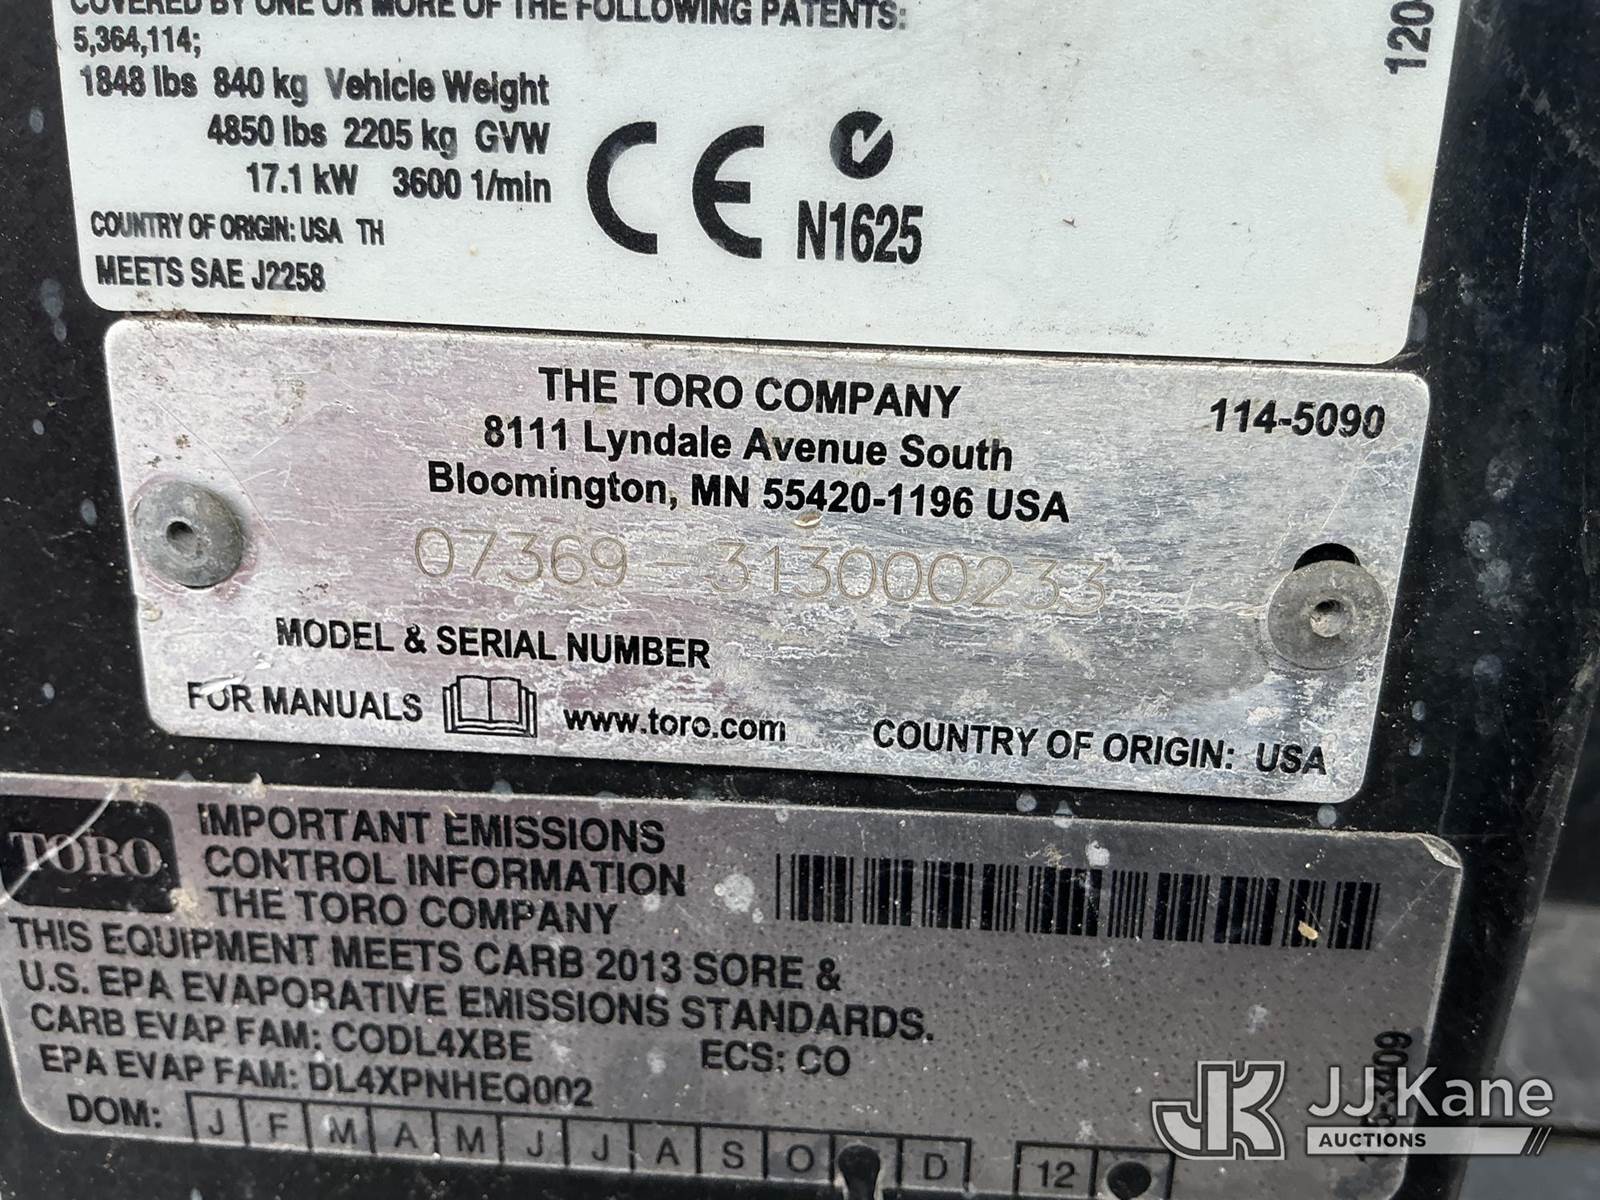 COVERED BY ONE OR MORE OF THE FOLLOWING PATENTS:
5,364,114;
1848 lbs 840 kg Vehicle Weight
4850 lbs 2205 kg GVW
17.1 kW 3600 1/min
COUNTRY OF ORIGIN: USA TH
MEETS SAE J2258
CE
N1625
120
THE TORO COMPANY
114-5090
8111 Lyndale Avenue South
Bloomington, MN 55420-1196 USA
07369-313000233
MODEL & SERIAL NUMBER
FOR MANUALS www.toro.com
COUNTRY OF ORIGIN: USA
TORO
IMPORTANT EMISSIONS
CONTROL INFORMATION
THE TORO COMPANY
THIS EQUIPMENT MEETS CARB 2013 SORE &
U.S. EPA EVAPORATIVE EMISSIONS STANDARDS.
CARB EVAP FAM: CODL4XBE
ECS: CO
EPA EVAP FAM: DL4XPNHEQ002
DOM: J F M A M J J A S O D 12
JK JJ Kane
AUCTIONS